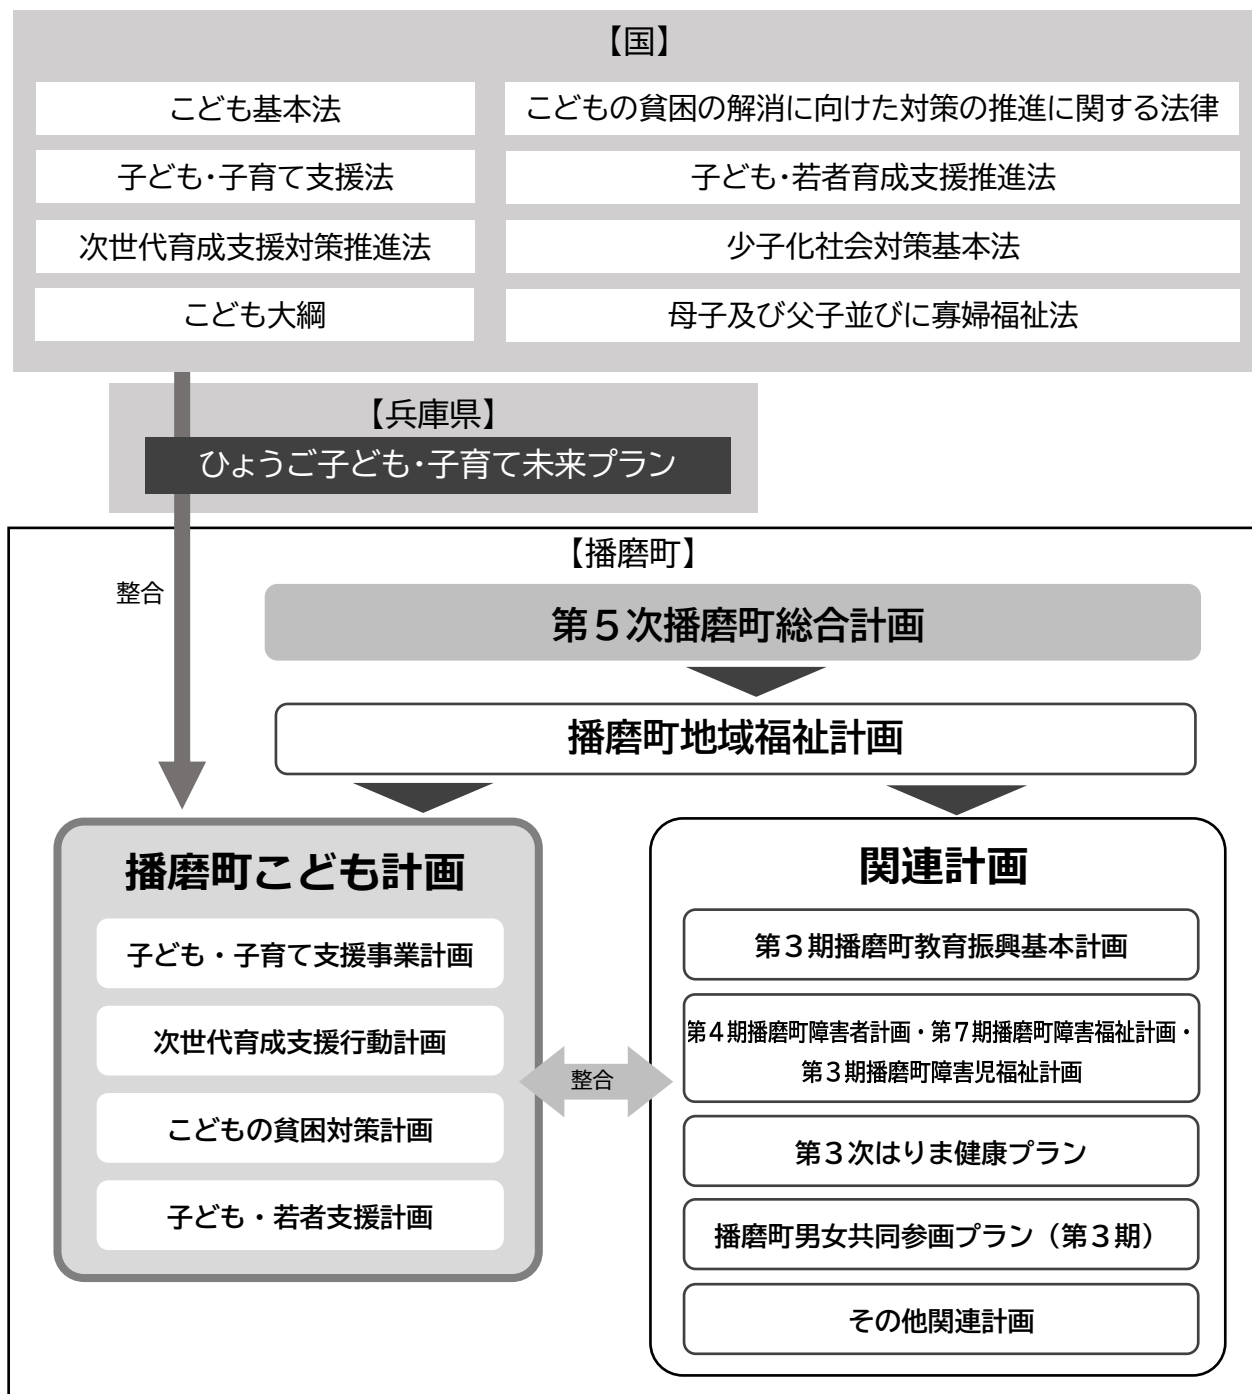 【国】
こども基本法
こどもの貧困の解消に向けた対策の推進に関する法律
子ども・子育て支援法
子ども・若者育成支援推進法
次世代育成支援対策推進法
少子化社会対策基本法
こども大綱
母子及び父子並びに寡婦福祉法
【兵庫県】
ひょうご子ども・子育て未来プラン
【播磨町】
整合
第５次播磨町総合計画
播磨町地域福祉計画
播磨町こども計画
子ども・子育て支援事業計画
次世代育成支援行動計画
こどもの貧困対策計画
子ども・若者支援計画
整合
関連計画
第３期播磨町教育振興基本計画
第４期播磨町障害者計画・第７期播磨町障害福祉計画・
第３期播磨町障害児福祉計画
第３次はりま健康プラン
播磨町男女共同参画プラン（第３期）
その他関連計画